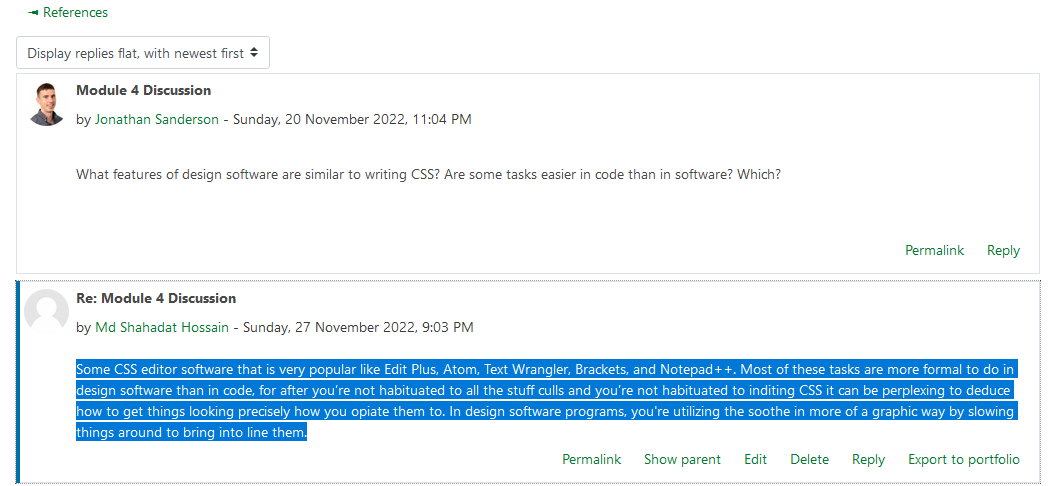 ◄ References
Display replies flat, with newest first
Module 4 Discussion
by Jonathan Sanderson - Sunday, 20 November 2022, 11:04 PM
What features of design software are similar to writing CSS? Are some tasks easier in code than in software? Which?
Permalink Reply
Re: Module 4 Discussion
by Md Shahadat Hossain - Sunday, 27 November 2022, 9:03 PM
Some CSS editor software that is very popular like Edit Plus, Atom, Text Wrangler, Brackets, and Notepad++. Most of these tasks are more formal to do in
design software than in code, for after you're not habituated to all the stuff culls and you're not habituated to inditing CSS it can be perplexing to deduce
how to get things looking precisely how you opiate them to. In design software programs, you're utilizing the soothe in more of a graphic way by slowing
things around to bring into line them.
Permalink Show parent Edit Delete Reply Export to portfolio